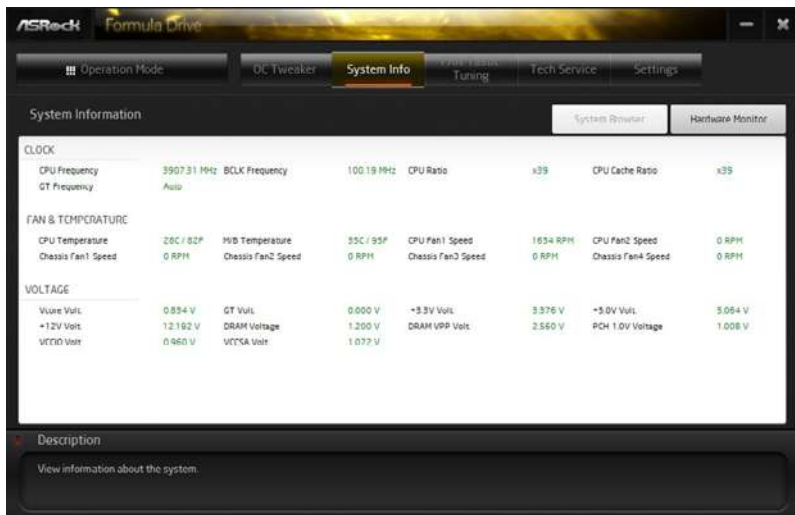 ASRock Formula Drive
Operation Mode OC Tweaker System Info FAN-Tastic Tuning Tech Service Settings
System Information System Browser Hardware Monitor
CLOCK
CPU Frequency 3907.31 MHz BCLK Frequency 100.19 MHz CPU Ratio x39 CPU Cache Ratio x39
GT Frequency Auto
FAN & TEMPERATURE
CPU Temperature 28C / 82F M/B Temperature 35C / 95F CPU Fan1 Speed 1634 RPM CPU Fan2 Speed 0 RPM
Chassis Fan1 Speed 0 RPM Chassis Fan2 Speed 0 RPM Chassis Fan3 Speed 0 RPM Chassis Fan4 Speed 0 RPM
VOLTAGE
Vcore Volt. 0.834 V GT Volt. 0.000 V +3.3V Volt. 3.376 V +5.0V Volt. 5.064 V
+12V Volt. 12.192 V DRAM Voltage 1.200 V DRAM VPP Volt. 2.560 V PCH 1.0V Voltage 1.008 V
VCCIO Volt 0.960 V VCCSA Volt 1.072 V
Description
View information about the system.